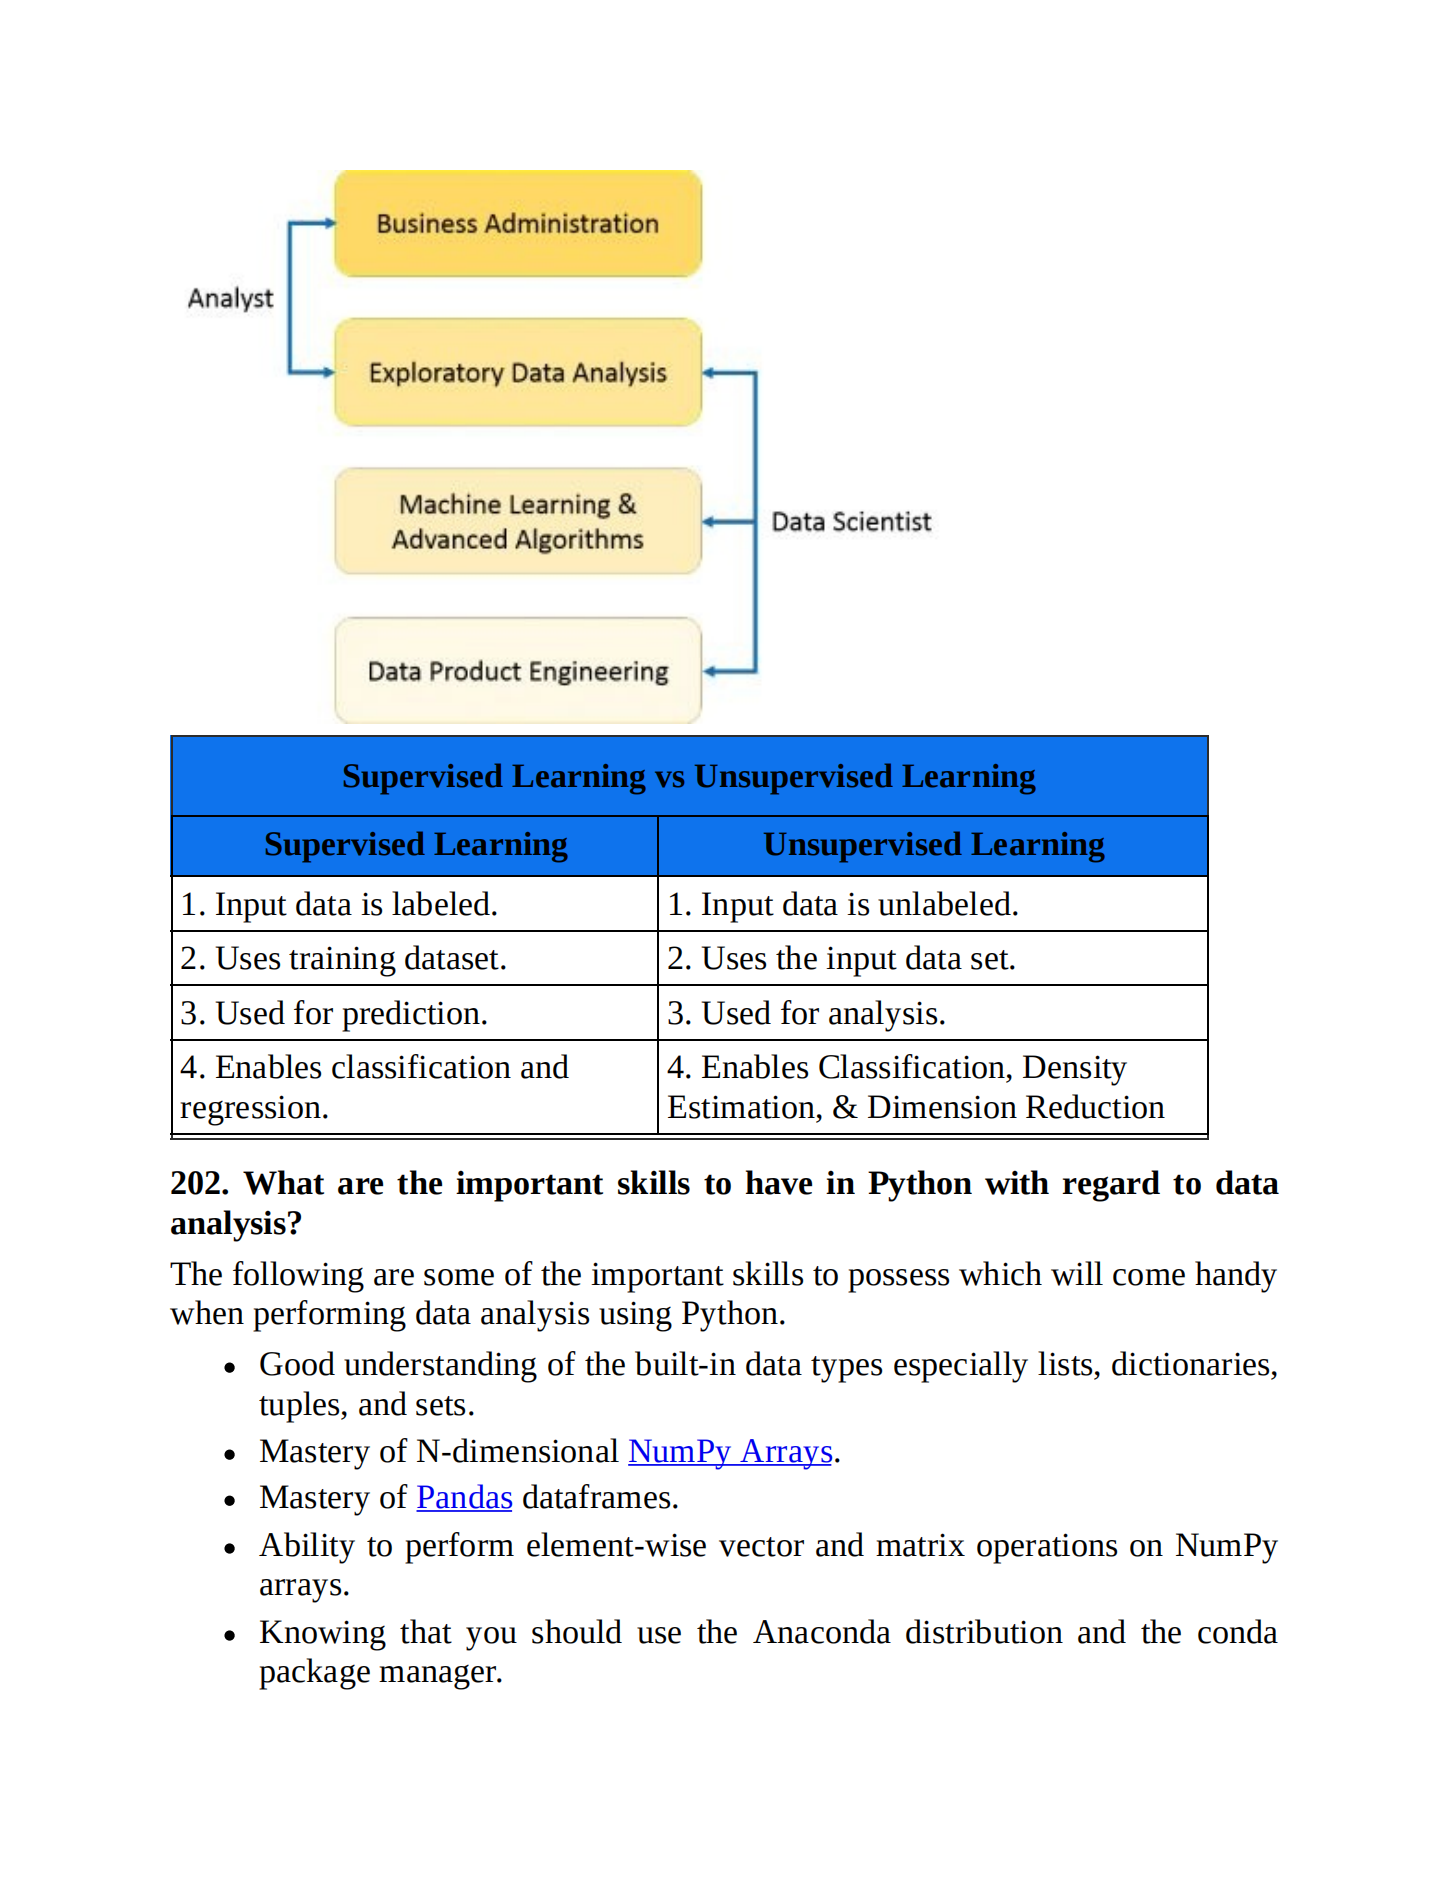 Business Administration
Analyst
Exploratory Data Analysis
Machine Learning &
Advanced Algorithms
Data Scientist
Data Product Engineering
Supervised Learning vs Unsupervised Learning
Supervised Learning
Unsupervised Learning
1. Input data is labeled.
1. Input data is unlabeled.
2. Uses training dataset.
2. Uses the input data set.
3. Used for prediction.
3. Used for analysis.
4. Enables classification and
regression.
4. Enables Classification, Density
Estimation, & Dimension Reduction
202. What are the important skills to have in Python with regard to data
analysis?
The following are some of the important skills to possess which will come handy
when performing data analysis using Python.
• Good understanding of the built-in data types especially lists, dictionaries,
tuples, and sets.
• Mastery of N-dimensional NumPy Arrays.
• Mastery of Pandas dataframes.
• Ability to perform element-wise vector and matrix operations on NumPy
arrays.
• Knowing that you should use the Anaconda distribution and the conda
package manager.